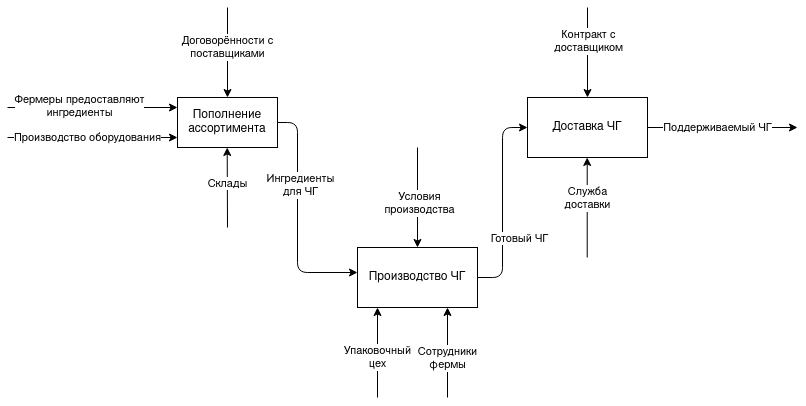 Договорённости с
поставщиками
Контракт с
доставщиком
Фермеры предоставляют
ингредиенты
Производство оборудования
Пополнение
ассортимента
Доставка ЧГ
Поддерживаемый ЧГ
Склады
Ингредиенты
для ЧГ
Условия
производства
Служба
доставки
Готовый ЧГ
Производство ЧГ
Упаковочный
цех
Сотрудники
фермы